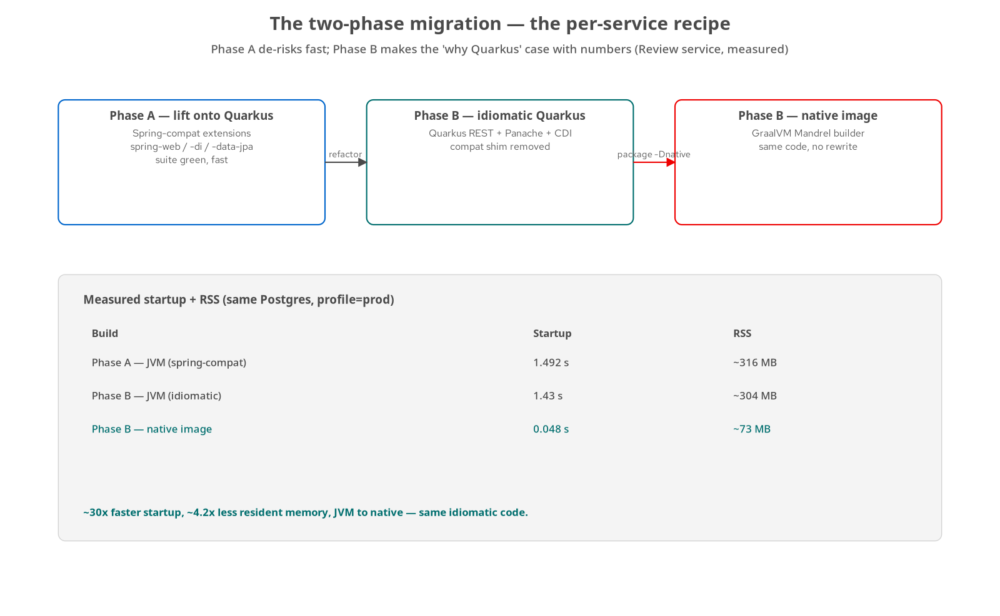 The two-phase migration — the per-service recipe
Phase A de-risks fast; Phase B makes the 'why Quarkus' case with numbers (Review service, measured)
Phase A — lift onto Quarkus
Spring-compat extensions
spring-web / -di / -data-jpa
suite green, fast
refactor
Phase B — idiomatic Quarkus
Quarkus REST + Panache + CDI
compat shim removed
package -Dnative
Phase B — native image
GraalVM Mandrel builder
same code, no rewrite
Measured startup + RSS (same Postgres, profile=prod)
Build Startup RSS
Phase A — JVM (spring-compat) 1.492 s ~316 MB
Phase B — JVM (idiomatic) 1.43 s ~304 MB
Phase B — native image 0.048 s ~73 MB
~30x faster startup, ~4.2x less resident memory, JVM to native — same idiomatic code.